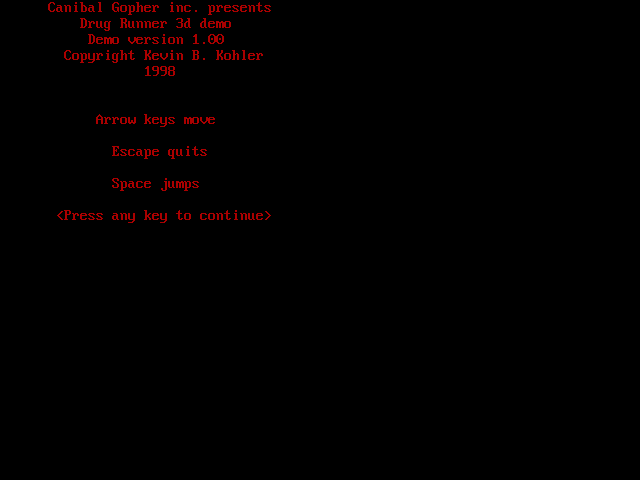 Canibal Gopher inc. presents
Drug Runner 3d demo
Demo version 1.00
Copyright Kevin B. Kohler
1998
Arrow keys move
Escape quits
Space jumps
<Press any key to continue>